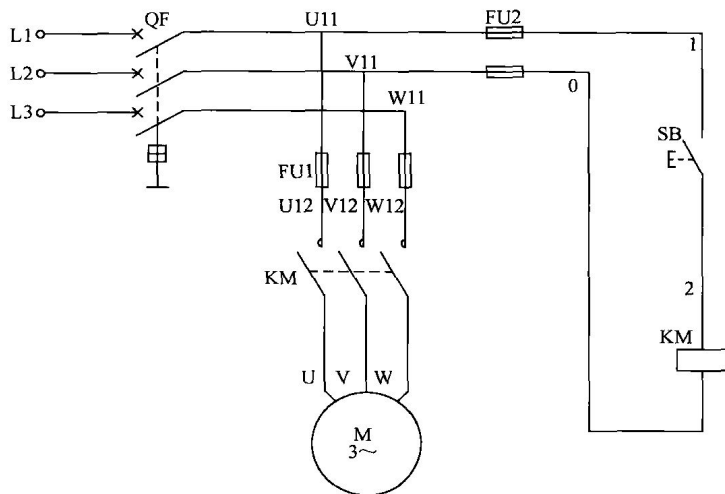 QF U11 FU2
L1 1
V11
L2 0
W11
L3
SB
FU1
U12 V12 W12
KM
2
KM
U V W
M
3~